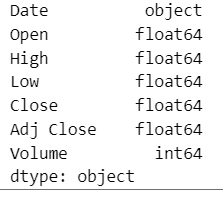 Date object
Open float64
High float64
Low float64
Close float64
Adj Close float64
Volume int64
dtype: object